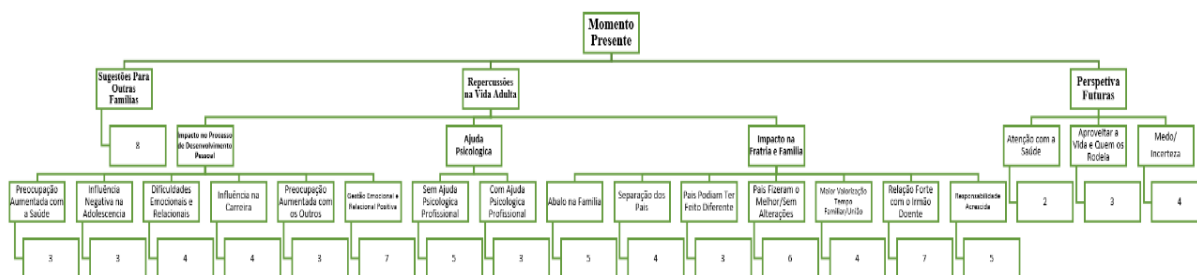 Momento
Presente
Sugestões Para
Outras
Famílias
Repercussões
na Vida Adulta
Perspetiva
Futuras
8
Impacto no Processo
de Desenvolvimento
Pessoal
Ajuda
Psicologica
Impacto na
Fratria e Família
Atenção com a
Saúde
Aproveitar a
Vida e Quem os
Rodeia
Medo/
Incerteza
Preocupação
Aumentada com
a Saúde
Influência
Negativa na
Adolescencia
Dificuldades
Emocionais e
Relacionais
Influência na
Carreira
Preocupação
Aumentada com
os Outros
Gestão Emocional e
Relacional Positiva
Sem Ajuda
Psicologica
Profissional
Com Ajuda
Psicologica
Profissional
Abalo na Família
Separação dos
Pais
Pais Podiam Ter
Feito Diferente
Pais Fizeram o
Melhor/Sem
Alterações
Maior Valorização
Tempo
Familiar/União
Relação Forte
com o Irmão
Doente
Responsabilidade
Acrescida
2
3
4
3
3
4
4
3
7
5
3
5
4
3
6
4
7
5